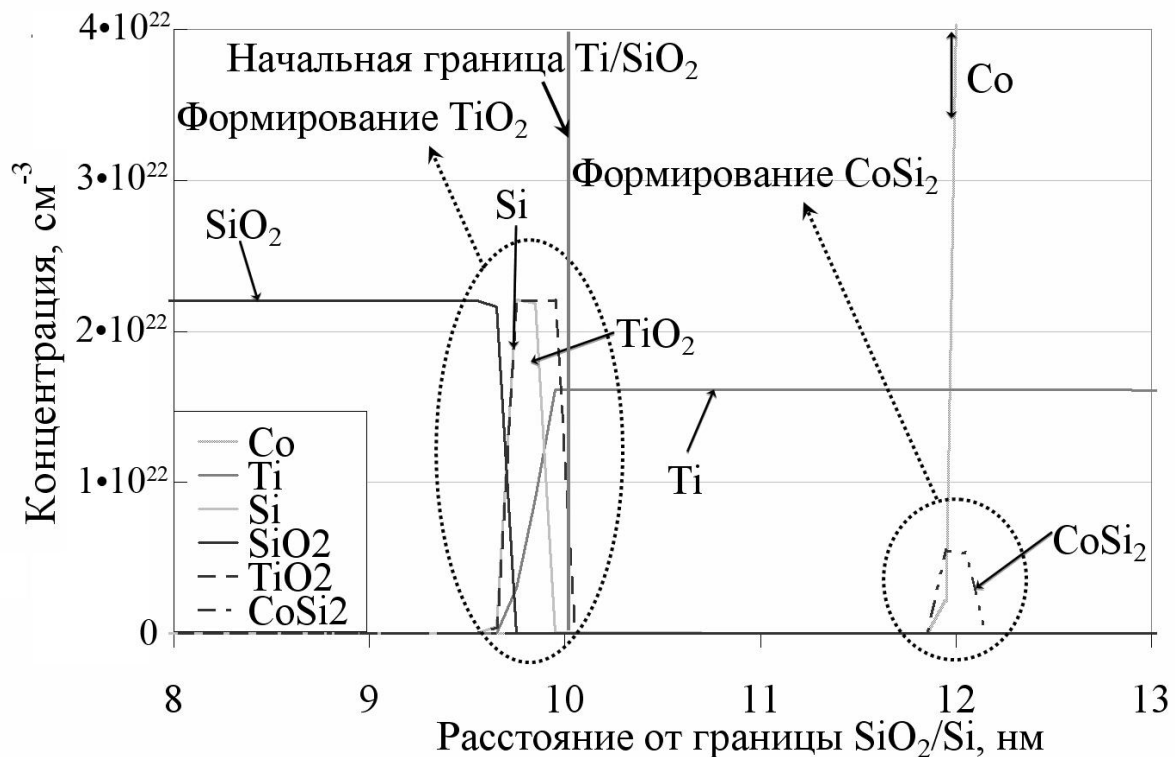 4•10²²
Начальная граница Ti/SiO₂
Co
Формирование TiO₂
3•10²²
Формирование CoSi₂
Si
SiO₂
2•10²²
TiO₂
Ti
1•10²²
CoSi₂
Co
Ti
Si
SiO2
TiO2
CoSi2
0
8 9 10 11 12 13
Концентрация, см⁻³
Расстояние от границы SiO₂/Si, нм